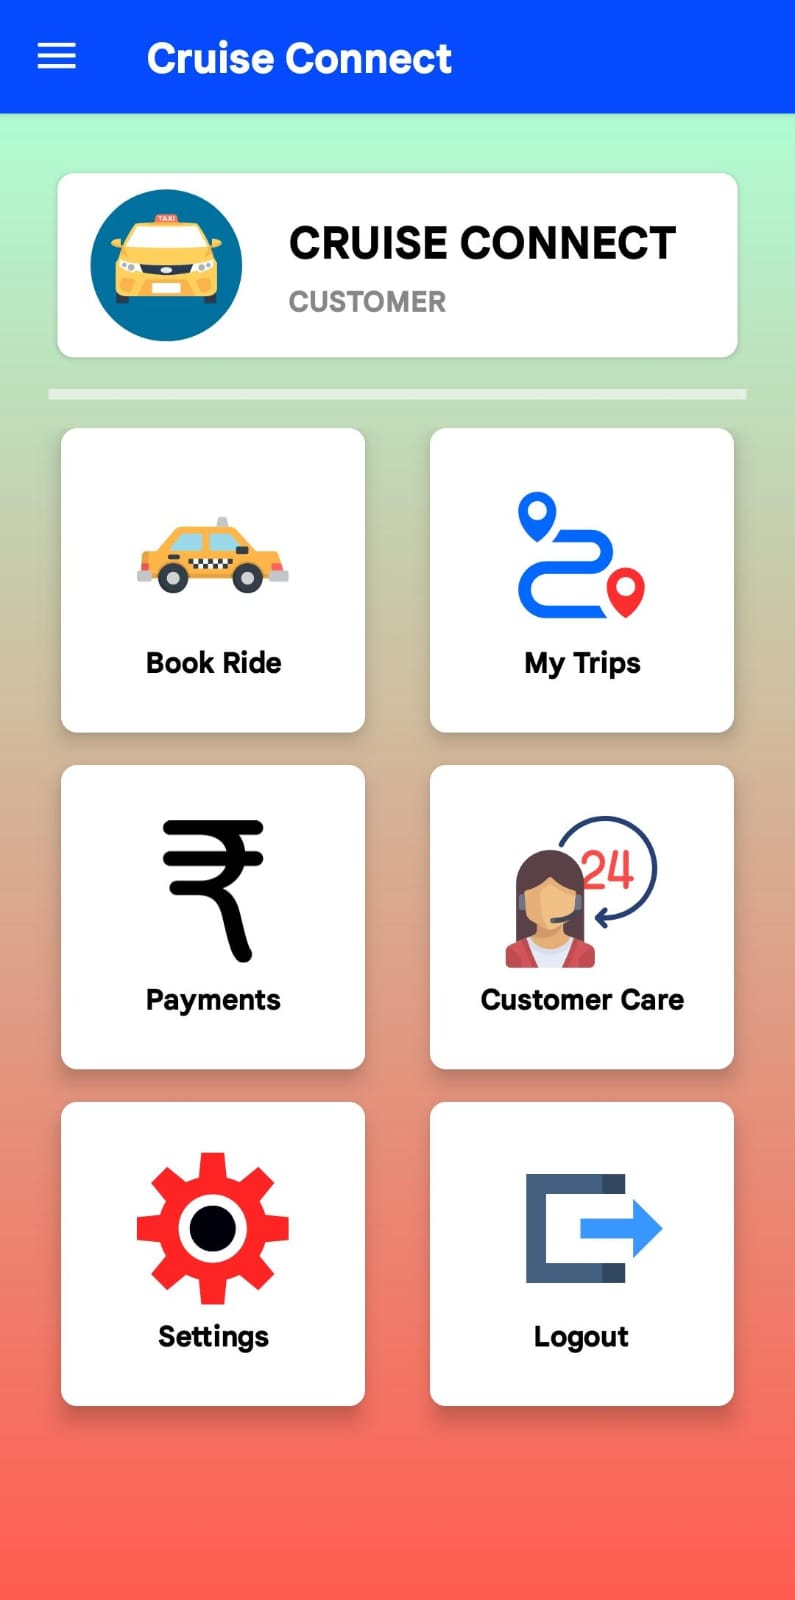 Cruise Connect
TAXI
CRUISE CONNECT
CUSTOMER
Book Ride
My Trips
₹
24
Payments
Customer Care
Settings
Logout